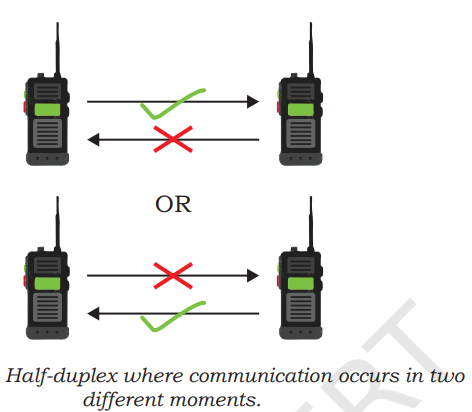 OR
Half-duplex where communication occurs in two
different moments.